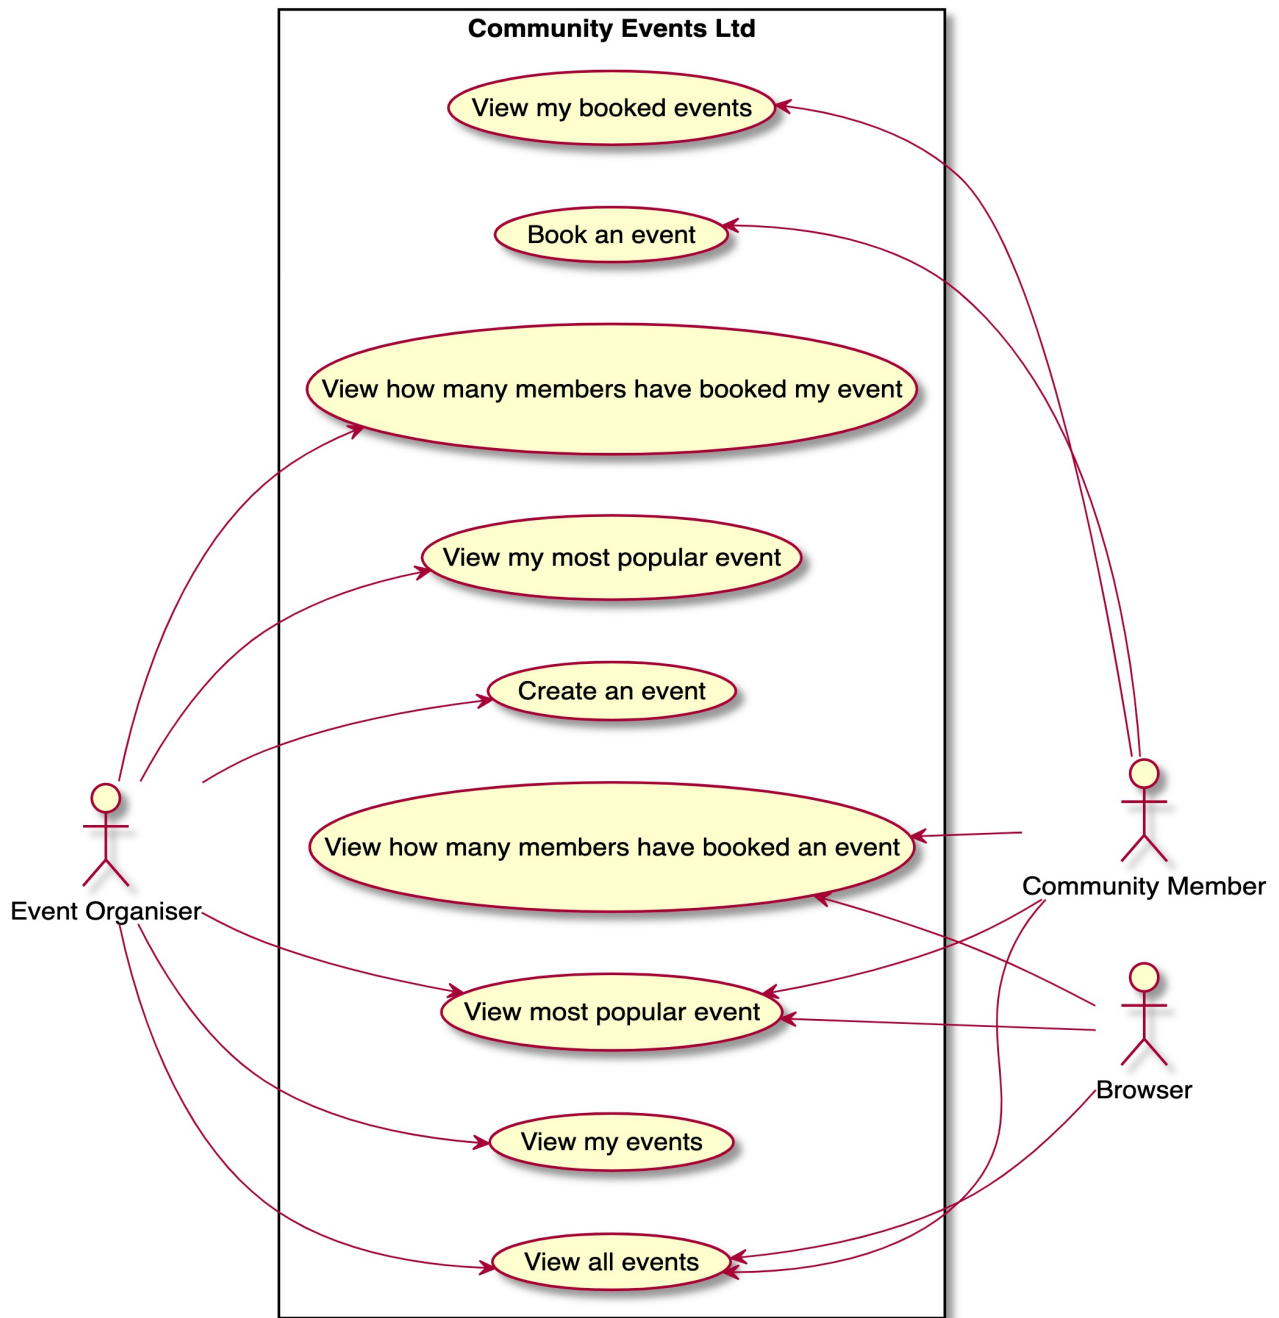 Community Events Ltd
View my booked events
Book an event
View how many members have booked my event
View my most popular event
Create an event
View how many members have booked an event
Community Member
Event Organiser
View most popular event
Browser
View my events
View all events